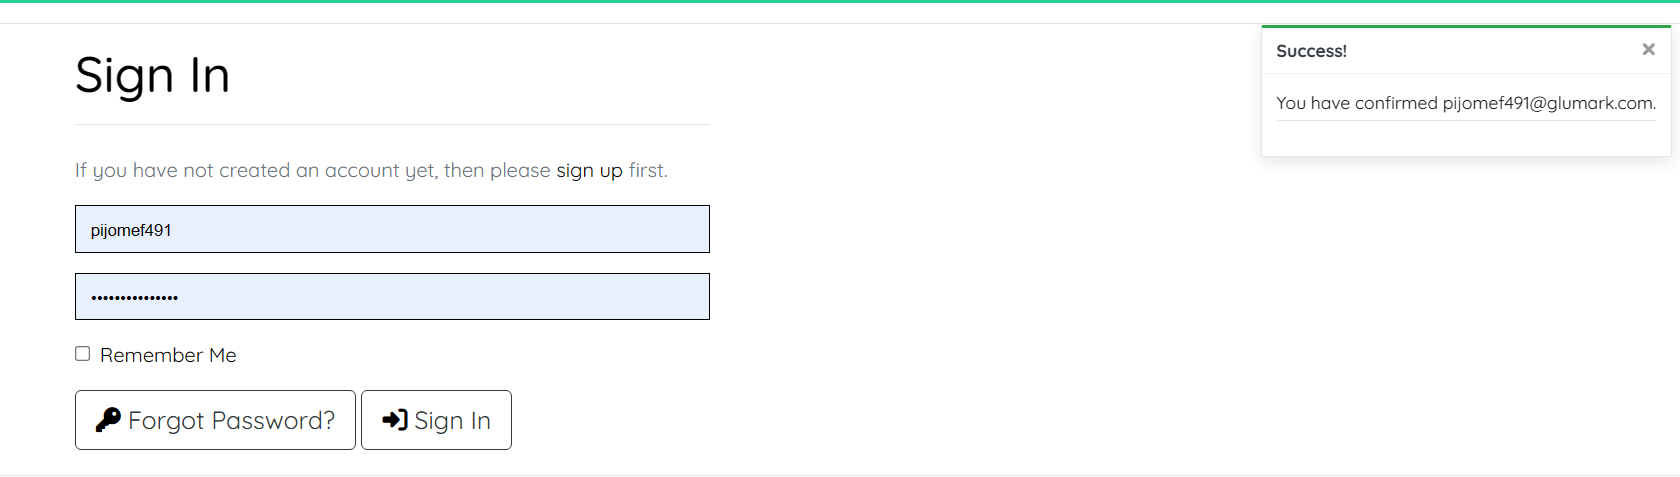 Sign In
If you have not created an account yet, then please sign up first.
pijomef491
•••••••••••••••
Remember Me
Forgot Password?
Sign In
Success!
×
You have confirmed pijomef491@glumark.com.